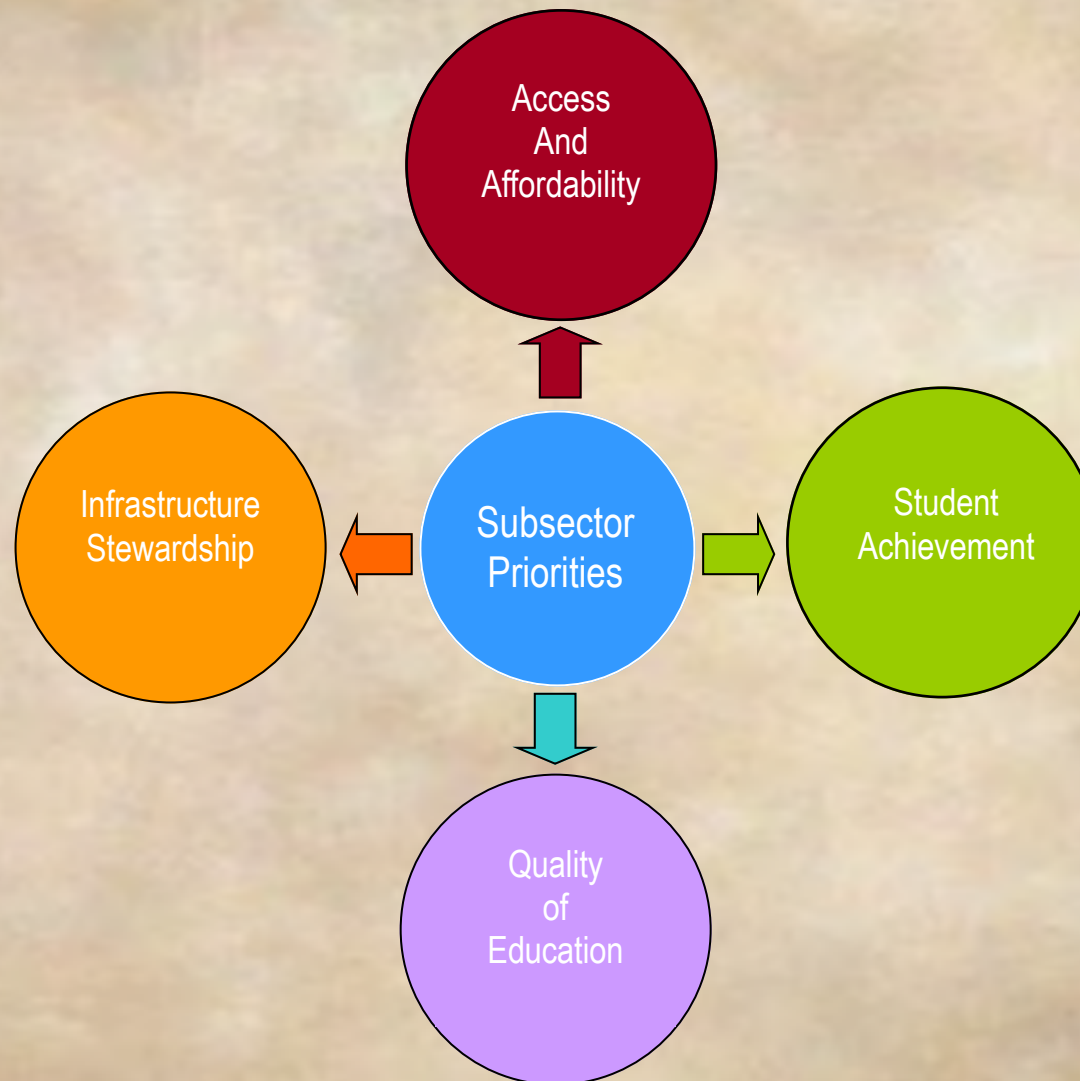 Access
And
Affordability
Infrastructure
Stewardship
Subsector
Priorities
Student
Achievement
Quality
of
Education